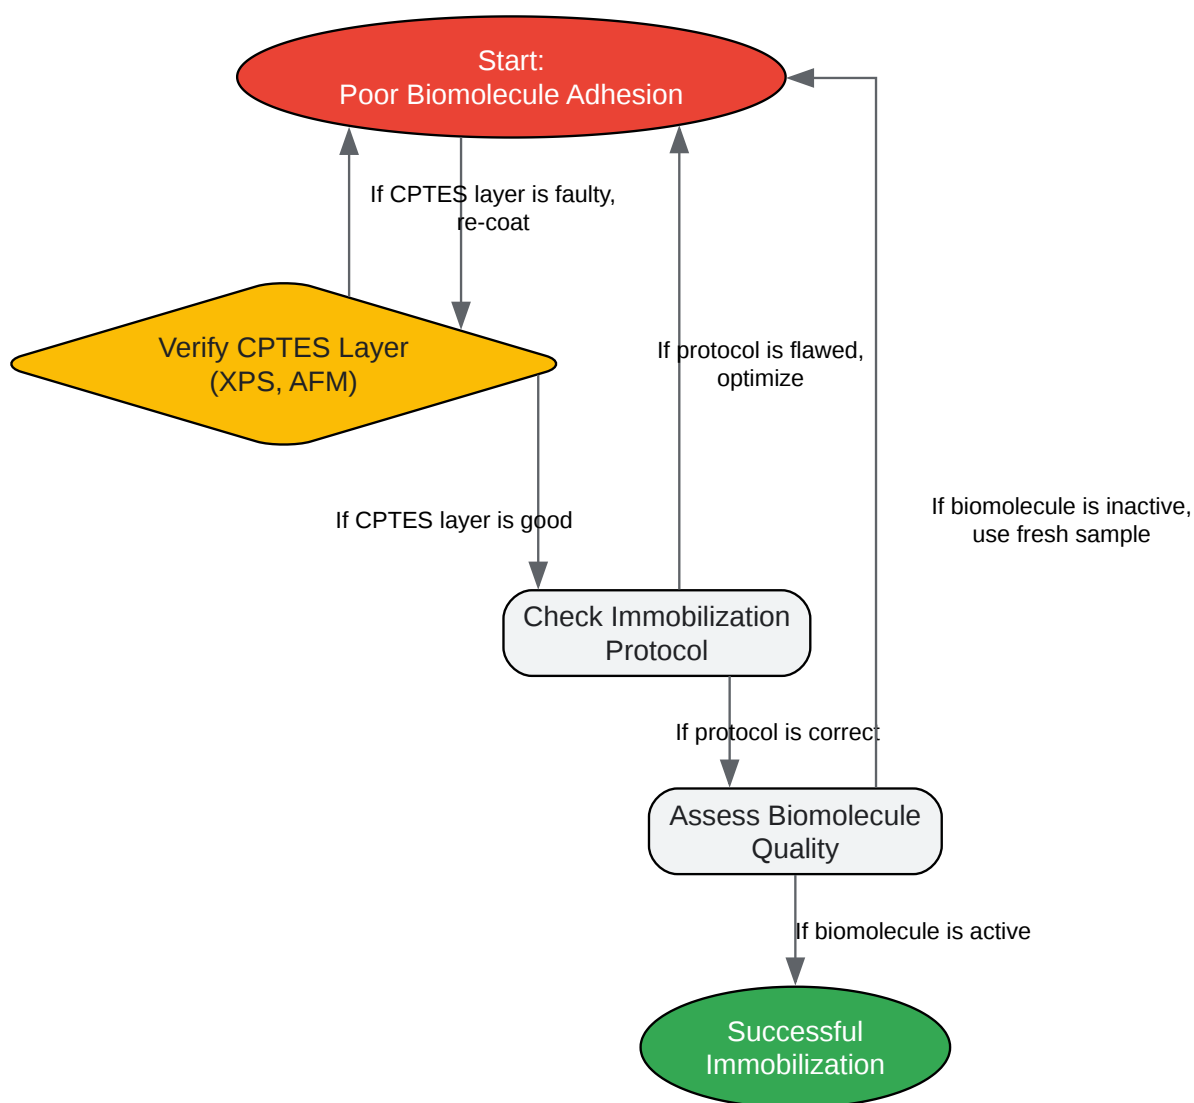 Start:
Poor Biomolecule Adhesion
If CPTES layer is faulty,
re-coat
Verify CPTES Layer
(XPS, AFM)
If protocol is flawed,
optimize
If CPTES layer is good
If biomolecule is inactive,
use fresh sample
Check Immobilization
Protocol
If protocol is correct
Assess Biomolecule
Quality
If biomolecule is active
Successful
Immobilization